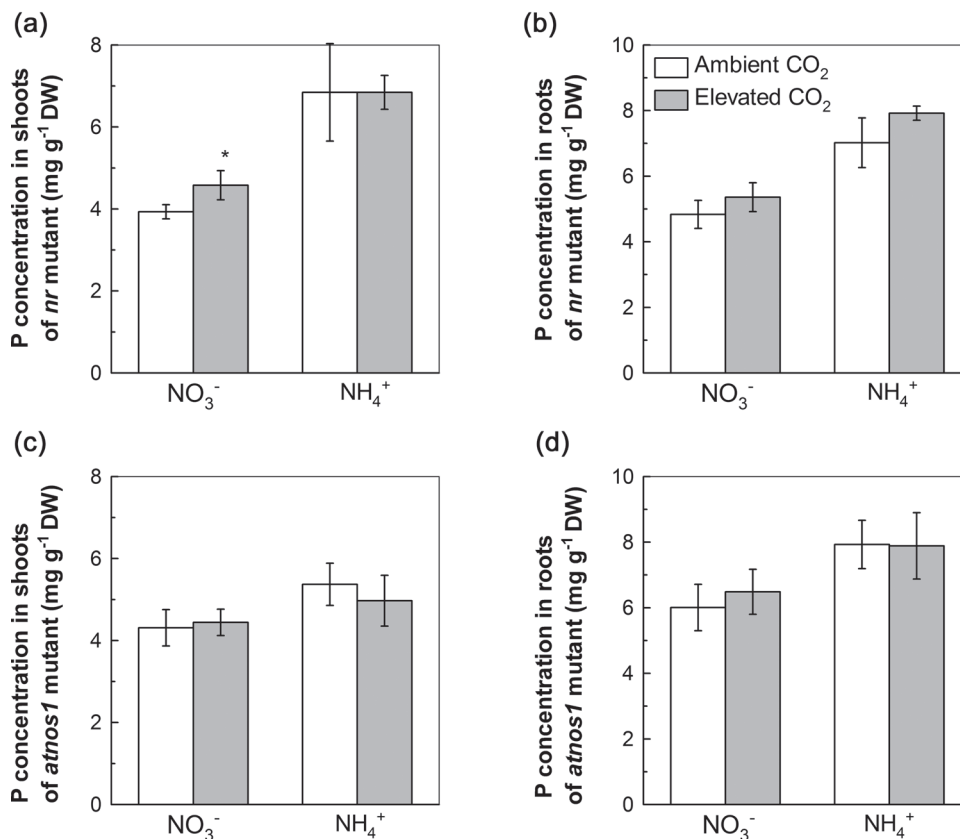 (a)
P concentration in shoots
of nr mutant (mg g⁻¹ DW)
8
6
4
2
0
*
NO₃⁻
NH₄⁺
(b)
P concentration in roots
of nr mutant (mg g⁻¹ DW)
10
8
6
4
2
0
Ambient CO₂
Elevated CO₂
NO₃⁻
NH₄⁺
(c)
P concentration in shoots
of atnos1 mutant (mg g⁻¹ DW)
8
6
4
2
0
NO₃⁻
NH₄⁺
(d)
P concentration in roots
of atnos1 mutant (mg g⁻¹ DW)
10
8
6
4
2
0
NO₃⁻
NH₄⁺